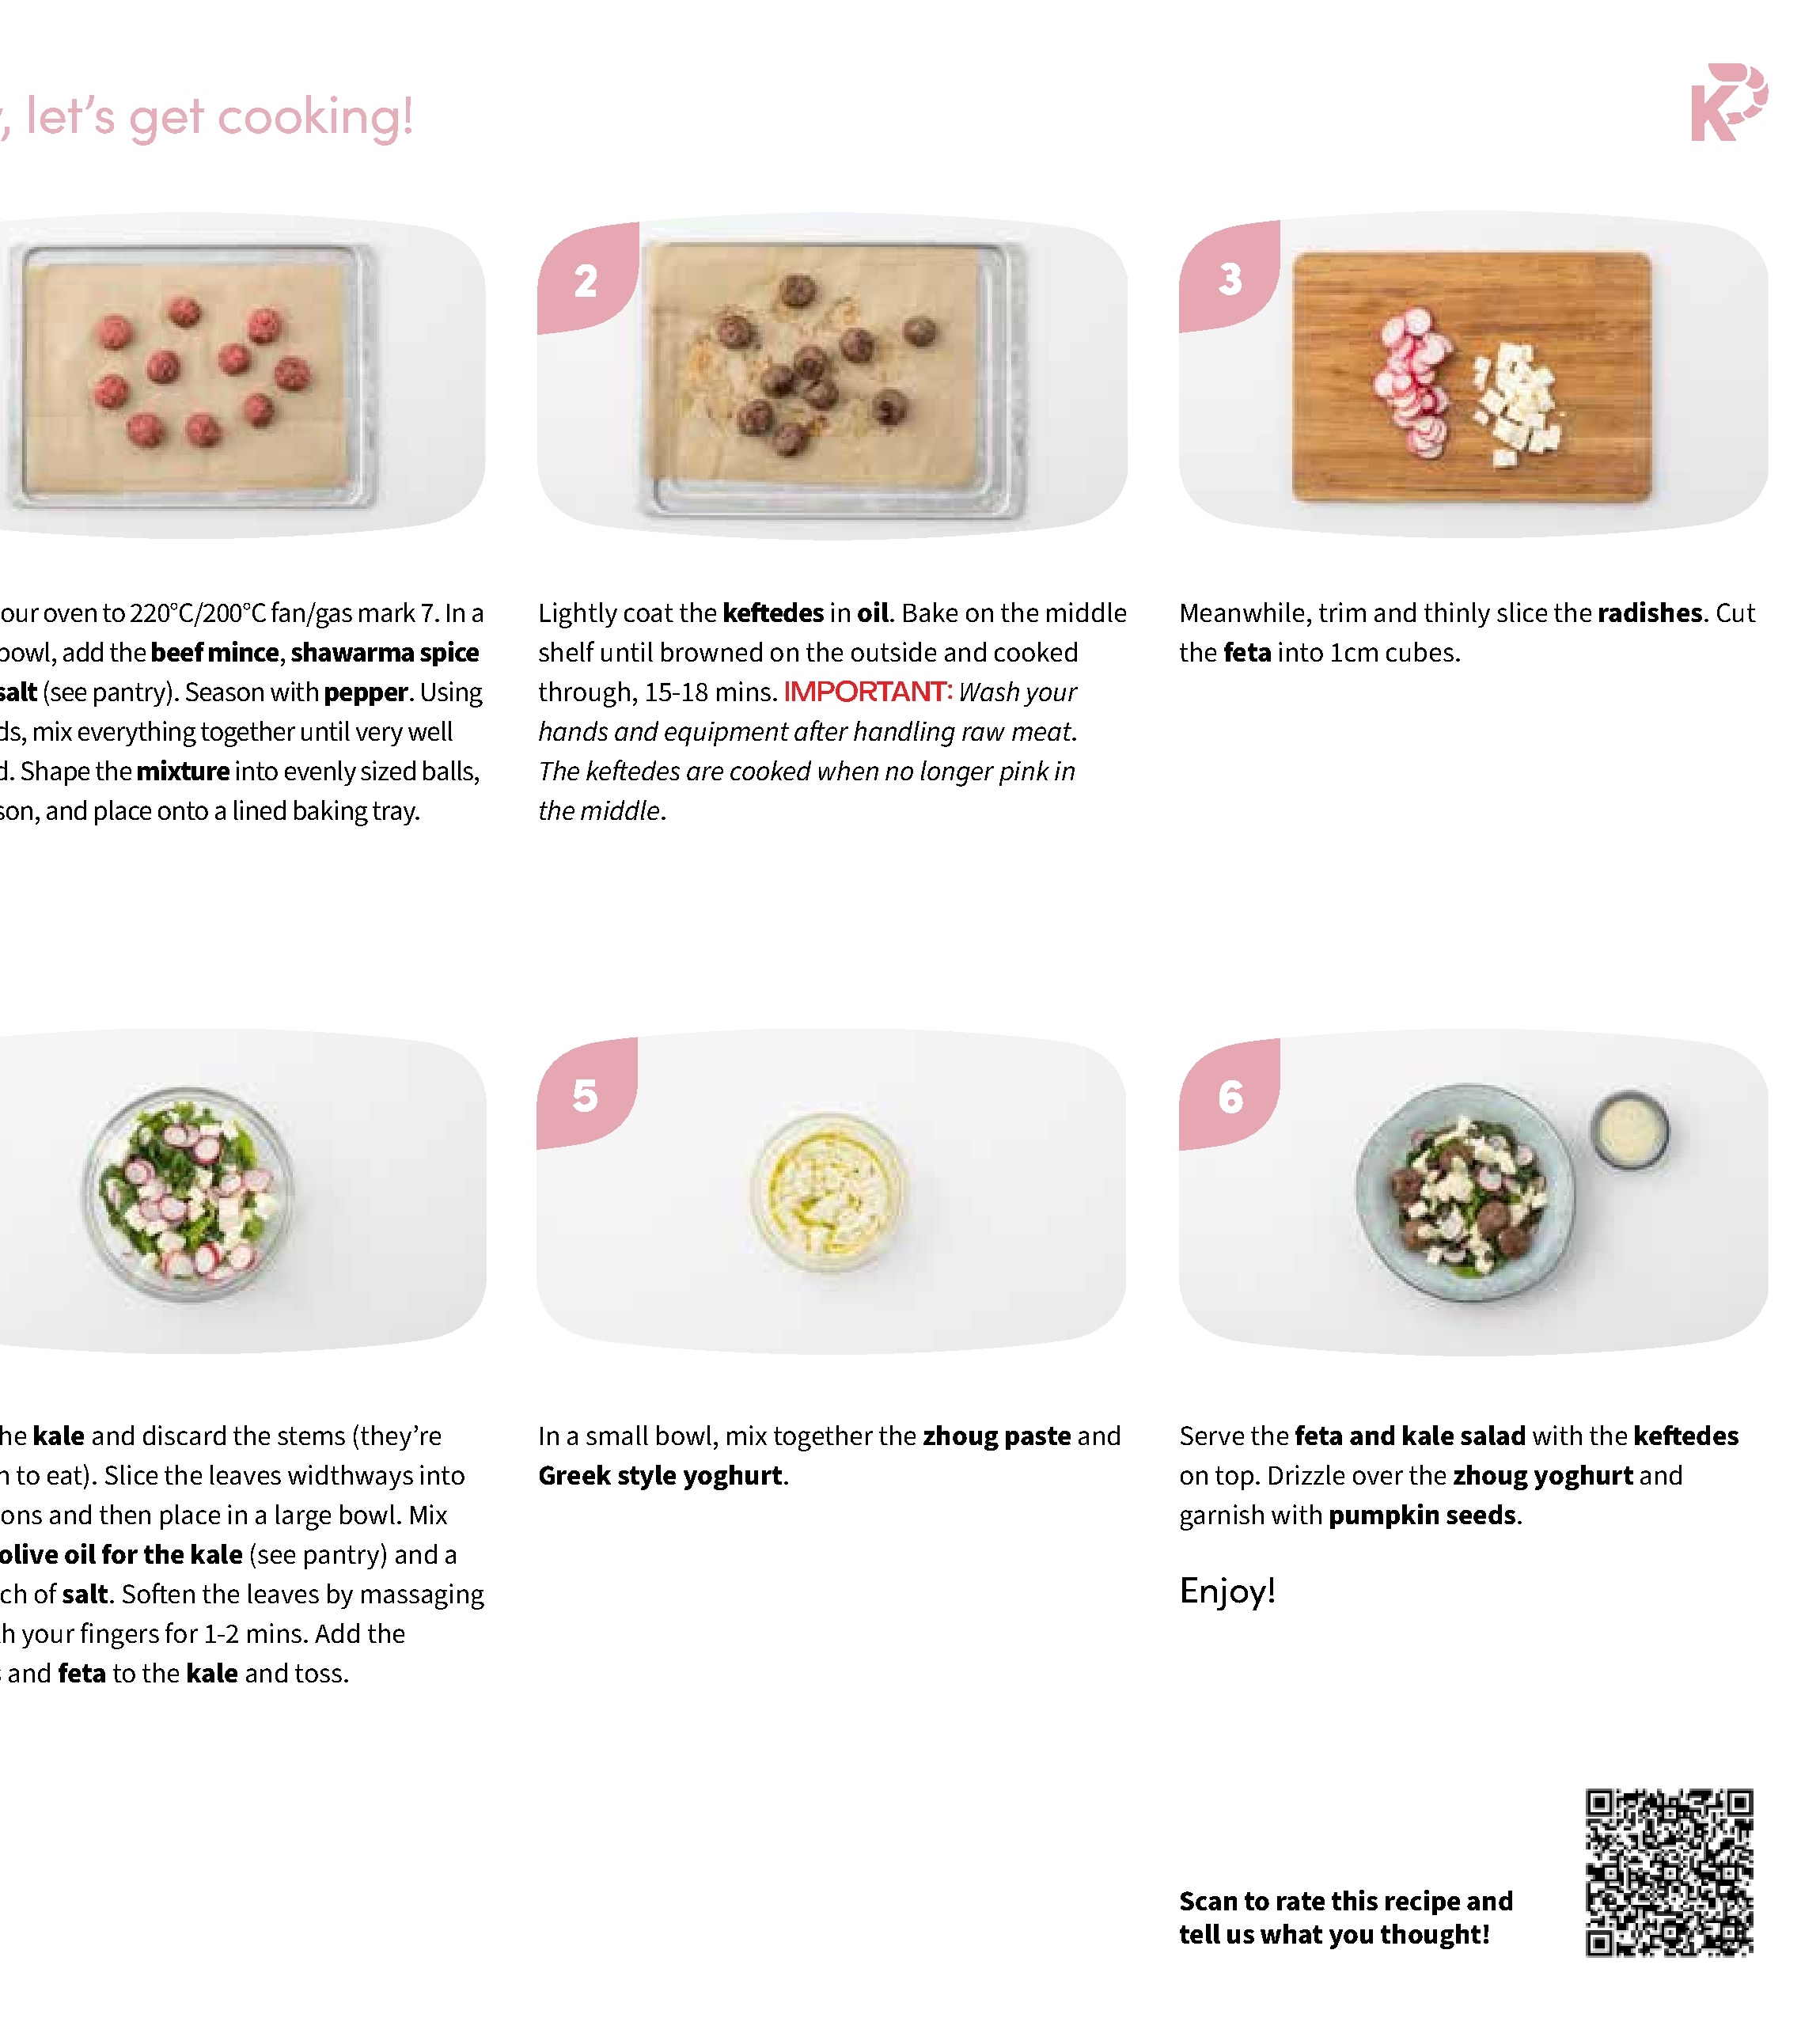 , let's get cooking!
K
2
3
our oven to 220°C/200°C fan/gas mark 7. In a
bowl, add the beef mince, shawarma spice
salt (see pantry). Season with pepper. Using
ds, mix everything together until very well
d. Shape the mixture into evenly sized balls,
son, and place onto a lined baking tray.
Lightly coat the keftedes in oil. Bake on the middle
shelf until browned on the outside and cooked
through, 15-18 mins. IMPORTANT: Wash your
hands and equipment after handling raw meat.
The keftedes are cooked when no longer pink in
the middle.
Meanwhile, trim and thinly slice the radishes. Cut
the feta into 1cm cubes.
5
6
he kale and discard the stems (they're
n to eat). Slice the leaves widthways into
ons and then place in a large bowl. Mix
olive oil for the kale (see pantry) and a
ch of salt. Soften the leaves by massaging
h your fingers for 1-2 mins. Add the
and feta to the kale and toss.
In a small bowl, mix together the zhoug paste and
Greek style yoghurt.
Serve the feta and kale salad with the keftedes
on top. Drizzle over the zhoug yoghurt and
garnish with pumpkin seeds.
Enjoy!
Scan to rate this recipe and
tell us what you thought!